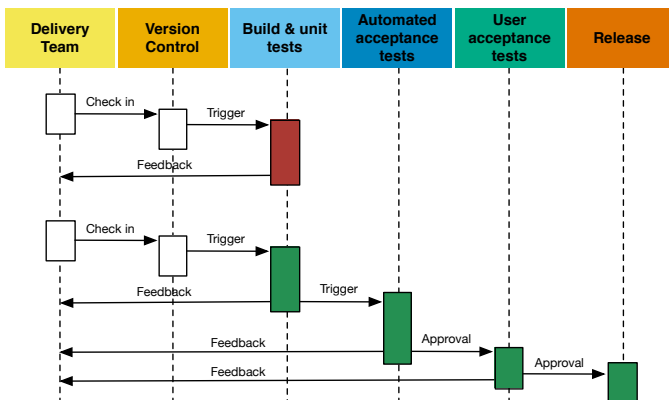 Delivery
Team
Version
Control
Build & unit
tests
Automated
acceptance
tests
User
acceptance
tests
Release
Check in
Trigger
Feedback
Check in
Trigger
Feedback
Trigger
Feedback
Approval
Feedback
Approval